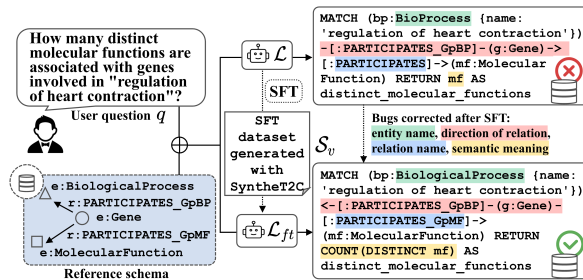 How many distinct
molecular functions are
associated with genes
involved in "regulation
of heart contraction"?
User question q
e:BiologicalProcess
r:PARTICIPATES_GpBP
e:Gene
r:PARTICIPATES_GpMF
e:MolecularFunction
Reference schema
L
SFT
SFT
dataset
generated
with
SyntheT2C
S_v
L_ft
MATCH (bp:BioProcess {name:
'regulation of heart contraction'})
-[:PARTICIPATES_GpBP]-(g:Gene)->
[:PARTICIPATES]->(mf:Molecular
Function) RETURN mf AS
distinct_molecular_functions
Bugs corrected after SFT:
entity name, direction of relation,
relation name, semantic meaning
MATCH (bp:BiologicalProcess {name:
'regulation of heart contraction'})
<-[:PARTICIPATES_GpBP]-(g:Gene)-
[:PARTICIPATES_GpMF]->
(mf:MolecularFunction) RETURN
COUNT(DISTINCT mf) AS
distinct_molecular_functions